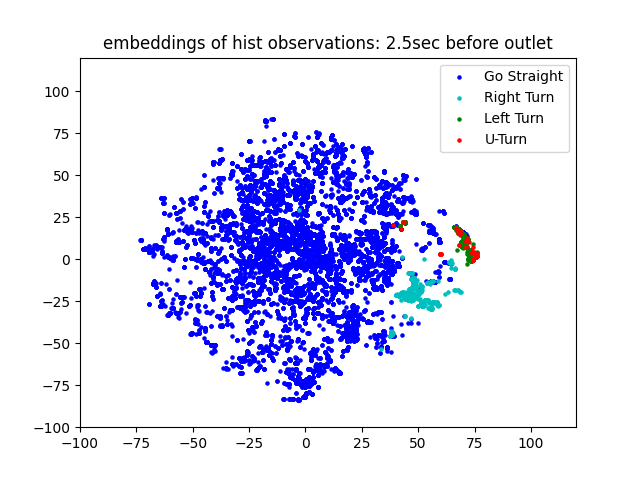 embeddings of hist observations: 2.5sec before outlet
Go Straight
Right Turn
Left Turn
U-Turn
100
75
50
25
0
−25
−50
−75
−100
−100 −75 −50 −25 0 25 50 75 100